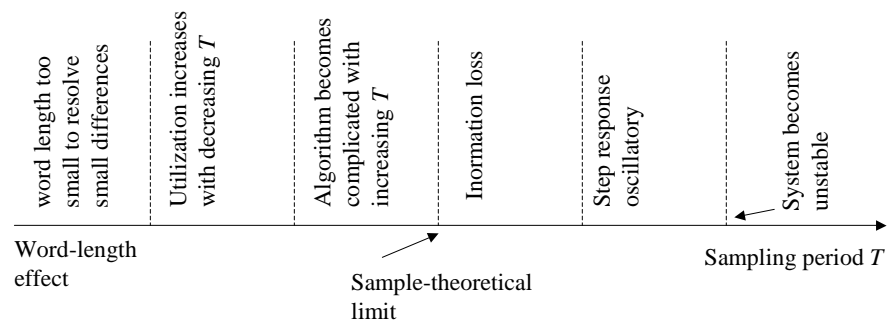 word length too
small to resolve
small differences
Utilization increases
with decreasing T
Algorithm becomes
complicated with
increasing T
Inormation loss
Step response
oscillatory
System becomes
unstable
Word-length
effect
Sample-theoretical
limit
Sampling period T